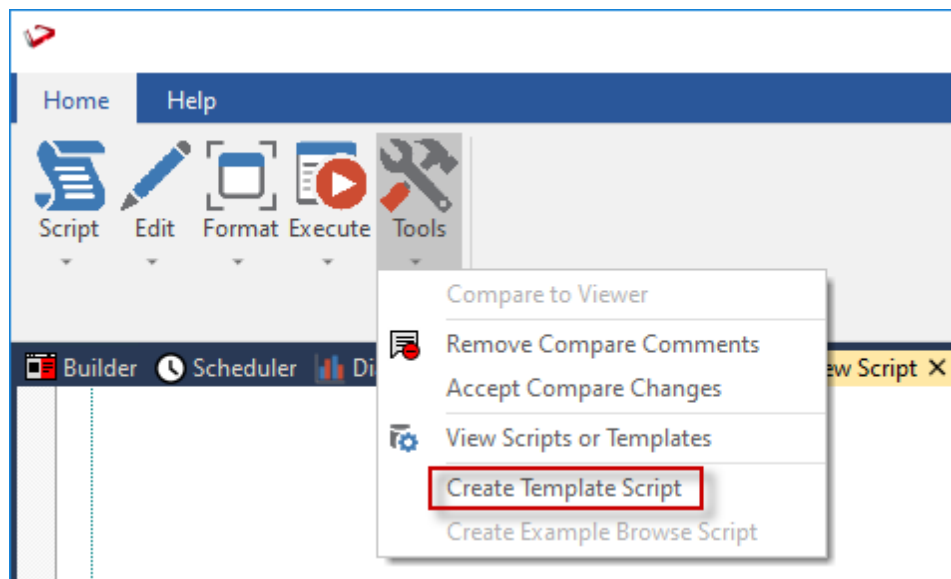 Home Help
Script Edit Format Execute Tools
Compare to Viewer
Remove Compare Comments
Accept Compare Changes
View Scripts or Templates
Create Template Script
Create Example Browse Script
Builder Scheduler Script